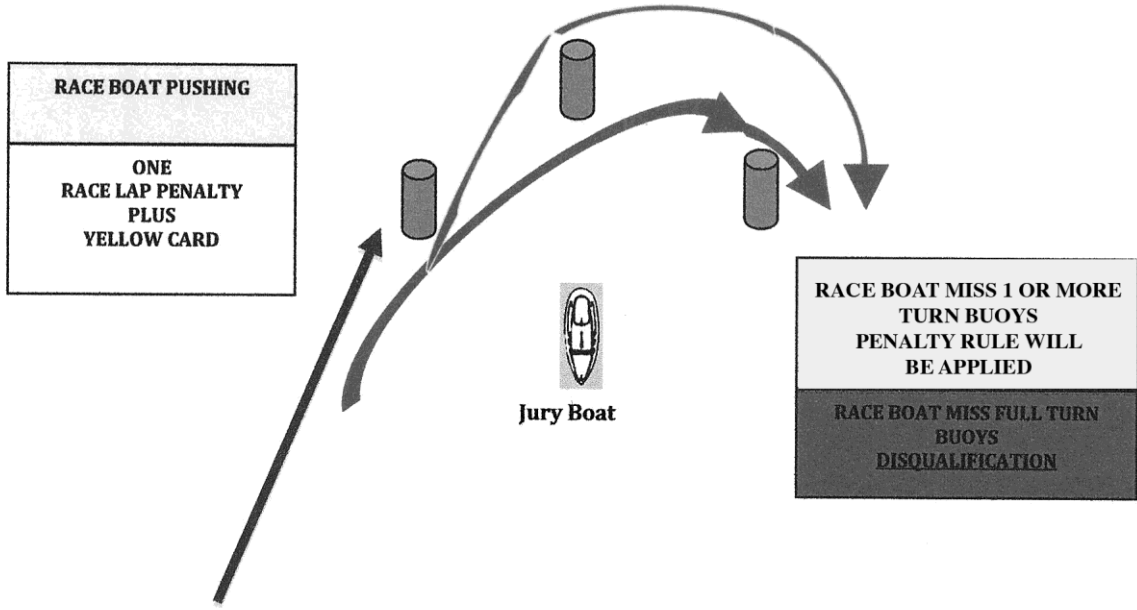 RACE BOAT PUSHING
ONE
RACE LAP PENALTY
PLUS
YELLOW CARD
Jury Boat
RACE BOAT MISS 1 OR MORE
TURN BUOYS
PENALTY RULE WILL
BE APPLIED
RACE BOAT MISS FULL TURN
BUOYS
DISQUALIFICATION